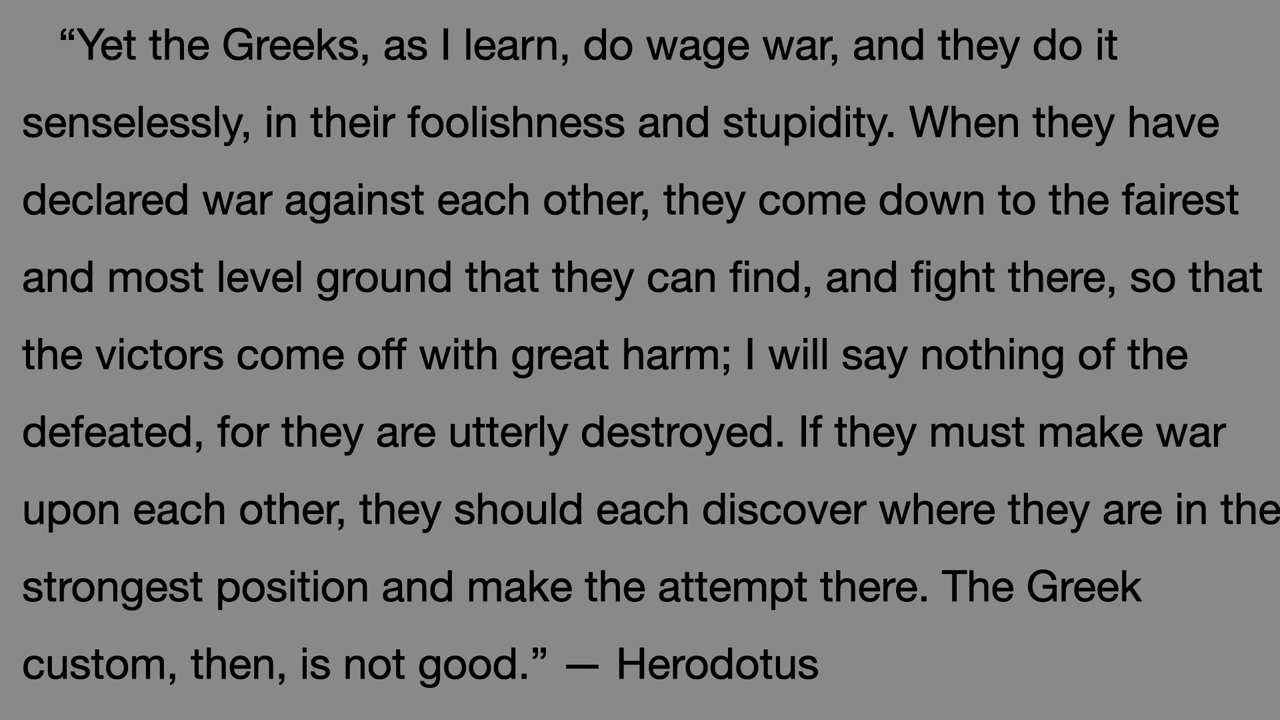 “Yet the Greeks, as I learn, do wage war, and they do it
senselessly, in their foolishness and stupidity. When they have
declared war against each other, they come down to the fairest
and most level ground that they can find, and fight there, so that
the victors come off with great harm; I will say nothing of the
defeated, for they are utterly destroyed. If they must make war
upon each other, they should each discover where they are in the
strongest position and make the attempt there. The Greek
custom, then, is not good.” — Herodotus